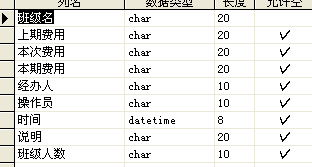 列名 数据类型 长度 允许空
班级名 char 20
上期费用 char 20 ✓
本次费用 char 20 ✓
本期费用 char 20 ✓
经办人 char 10 ✓
操作员 char 10 ✓
时间 datetime 8 ✓
说明 char 20 ✓
班级人数 char 10 ✓